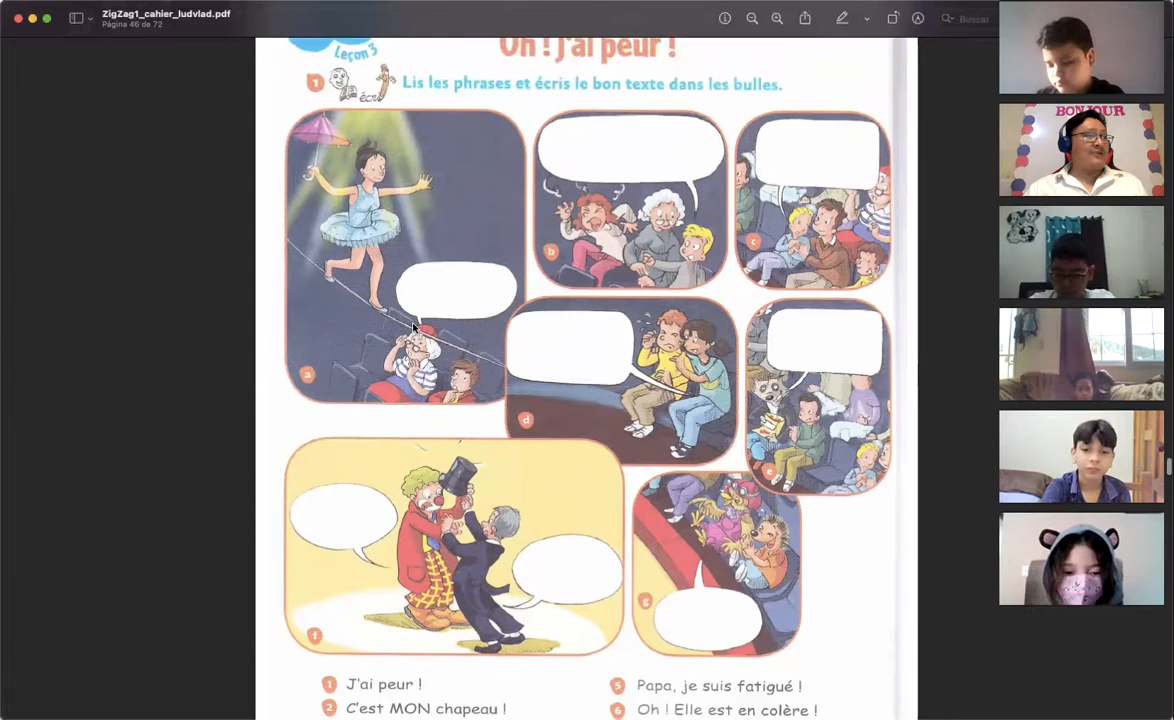 ZigZag1_cahier_ludvlad.pdf
Página 46 de 72
Buscar
BONJOUR
Leçon 3
Oh ! J'ai peur !
1
écris
Lis les phrases et écris le bon texte dans les bulles.
a
b
c
d
e
f
g
1 J'ai peur !
2 C'est MON chapeau !
5 Papa, je suis fatigué !
6 Oh ! Elle est en colère !